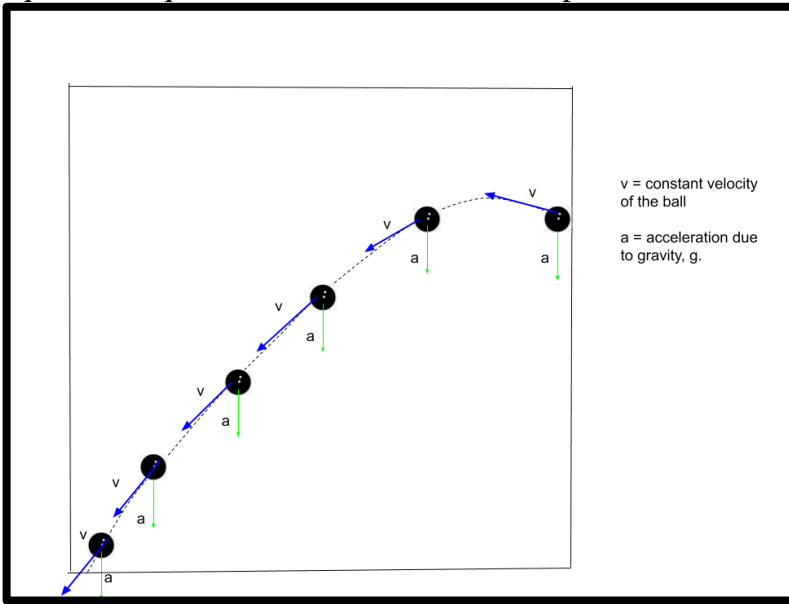 v
v
v = constant velocity
of the ball
a = acceleration due
to gravity, g.
a
a
v
a
v
a
v
a
v
a